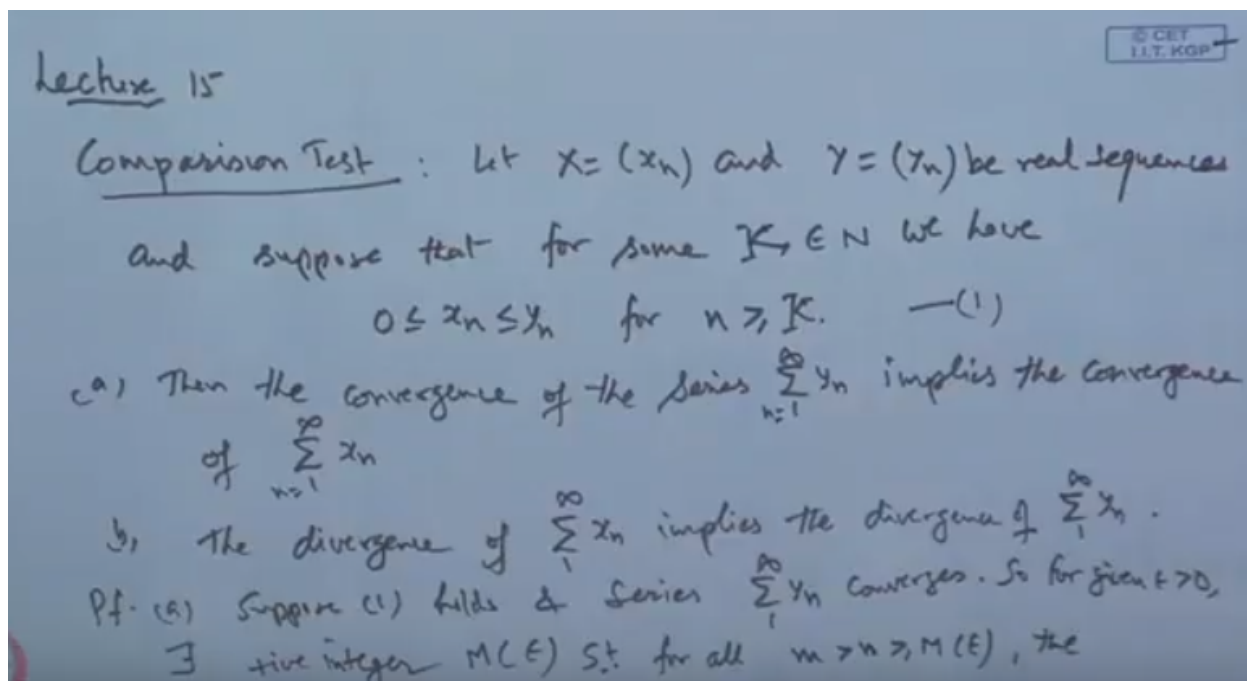 © CET
I.I.T. KGP
Lecture 15
Comparision Test : Let X = (xn) and Y = (yn) be real sequences
and suppose that for some K ∈ N we have
0 ≤ xn ≤ yn for n ≥ K. —(1)
(a) Then the convergence of the series ∑_{n=1}^∞ yn implies the convergence
of ∑_{n=1}^∞ xn
b, The divergence of ∑_1^∞ xn implies the divergence of ∑_1^∞ yn .
Pf. (a) Suppose (1) holds & Series ∑_1^∞ yn Converges. So for given ε >0,
∃ +ive integer M(ε) s.t. for all m > n ≥ M(ε), the